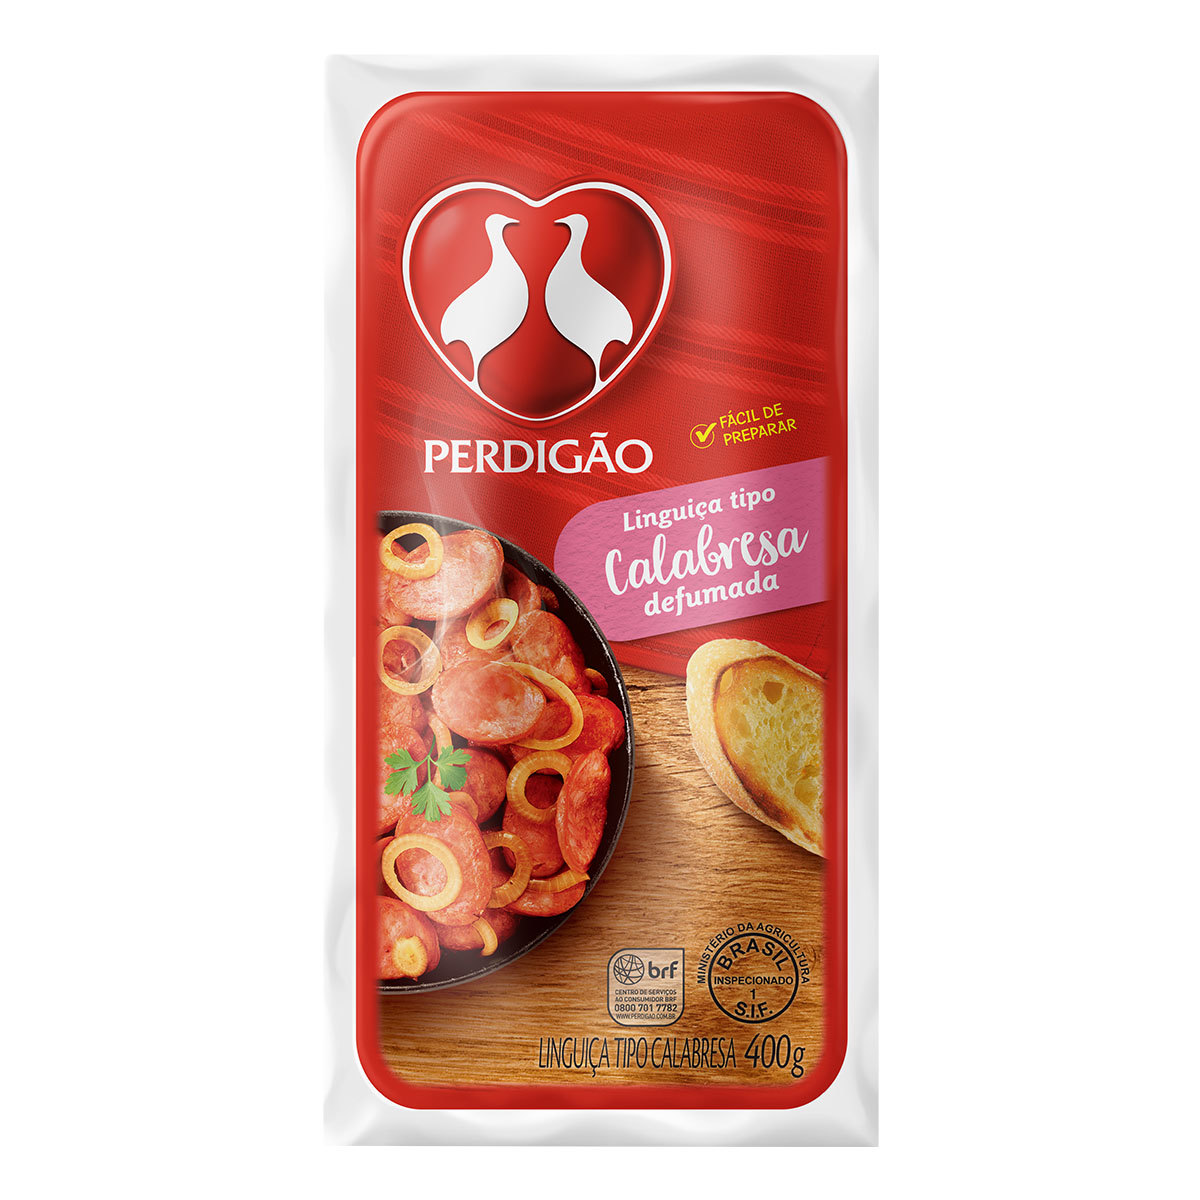 PERDIGÃO
FÁCIL DE
PREPARAR
Linguiça tipo
Calabresa
defumada
brf
CENTRO DE SERVIÇOS
AO CONSUMIDOR BRF
0800 701 7782
WWW.PERDIGAO.COM.BR
MINISTÉRIO DA AGRICULTURA
BRASIL
INSPECIONADO
1
S.I.F.
LINGUIÇA TIPO CALABRESA 400g